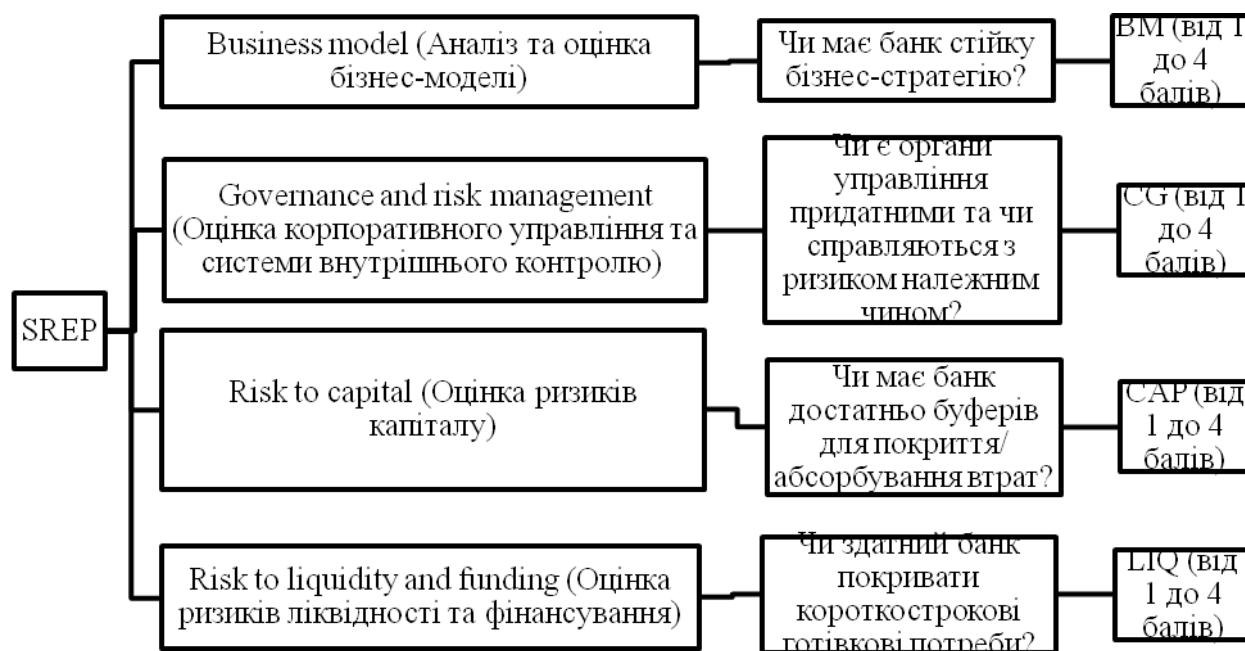 SREP
Business model (Аналіз та оцінка
бізнес-моделі)
Чи має банк стійку
бізнес-стратегію?
BM (від 1
до 4
балів)
Governance and risk management
(Оцінка корпоративного управління та
системи внутрішнього контролю)
Чи є органи
управління
придатними та чи
справляються з
ризиком належним
чином?
CG (від 1
до 4
балів)
Risk to capital (Оцінка ризиків
капіталу)
Чи має банк
достатньо буферів
для покриття/
абсорбування втрат?
CAP (від
1 до 4
балів)
Risk to liquidity and funding (Оцінка
ризиків ліквідності та фінансування)
Чи здатний банк
покривати
короткострокові
готівкові потреби?
LIQ (від
1 до 4
балів)